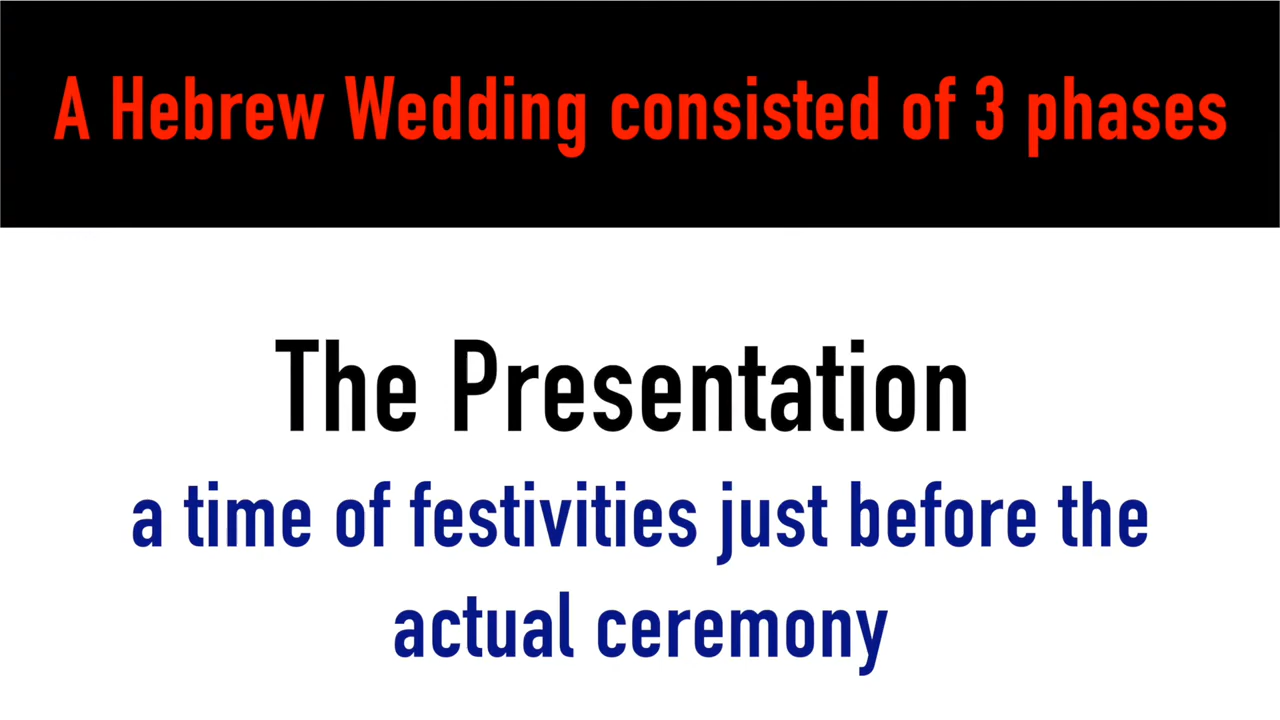 A Hebrew Wedding consisted of 3 phases
The Presentation
a time of festivities just before the
actual ceremony